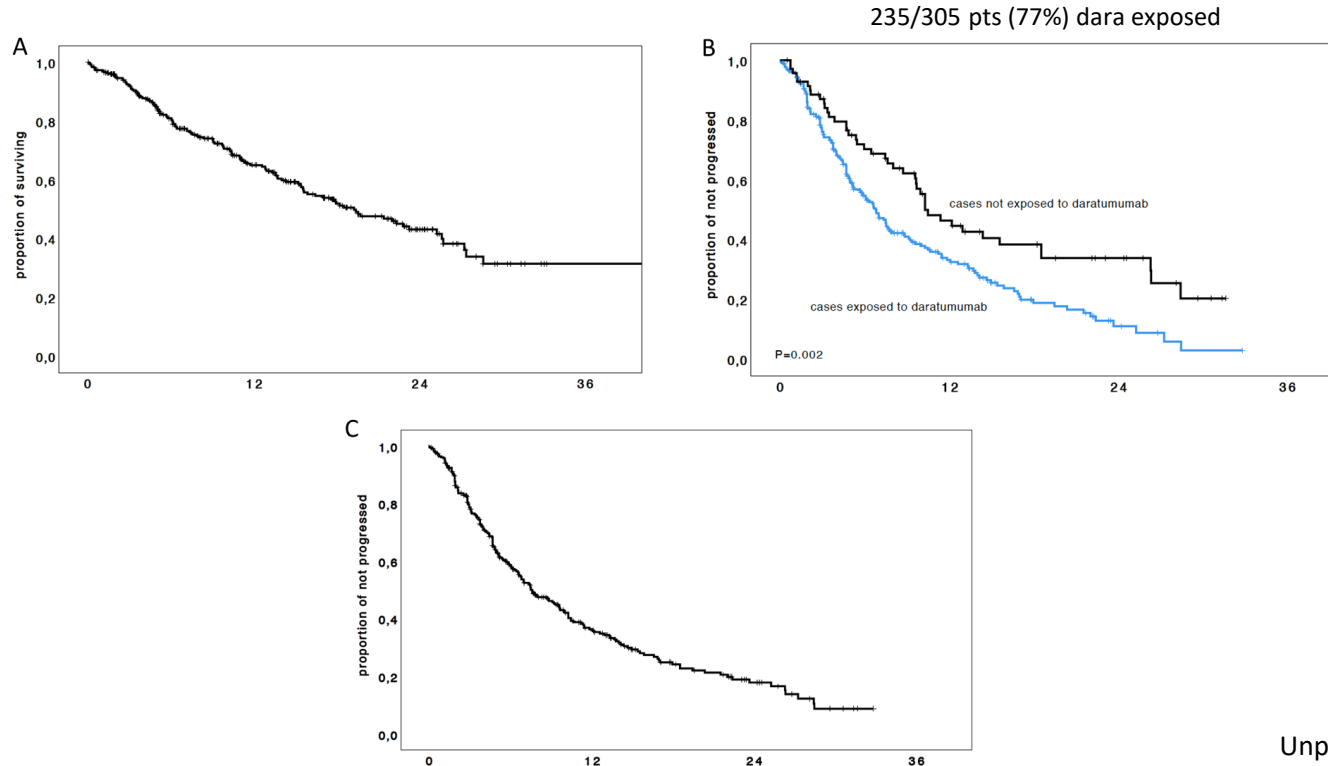 235/305 pts (77%) dara exposed
A
1,0
0,8
0,6
0,4
0,2
0,0
proportion of surviving
0 12 24 36
B
1,0
0,8
0,6
0,4
0,2
0,0
proportion of not progressed
cases not exposed to daratumumab
cases exposed to daratumumab
P=0.002
0 12 24 36
C
1,0
0,8
0,6
0,4
0,2
0,0
proportion of not progressed
0 12 24 36
Unp